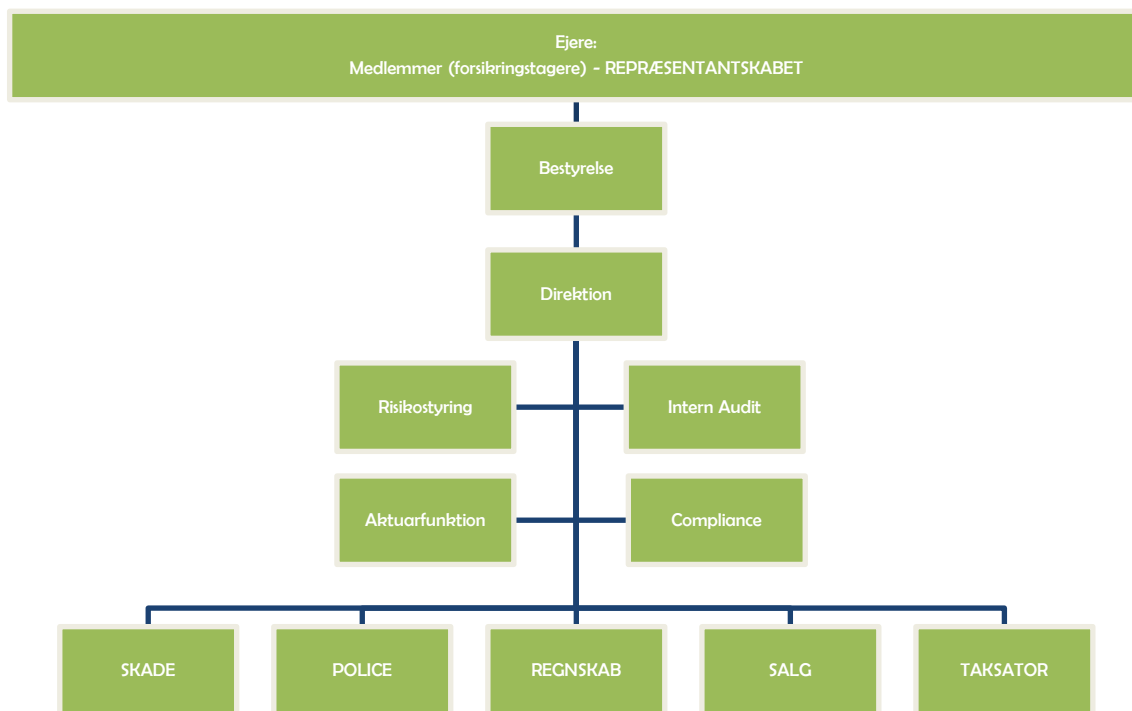 Ejere:
Medlemmer (forsikringstagere) - REPRÆSENTANTSKABET
Bestyrelse
Direktion
Risikostyring
Intern Audit
Aktuarfunktion
Compliance
SKADE
POLICE
REGNSKAB
SALG
TAKSATOR